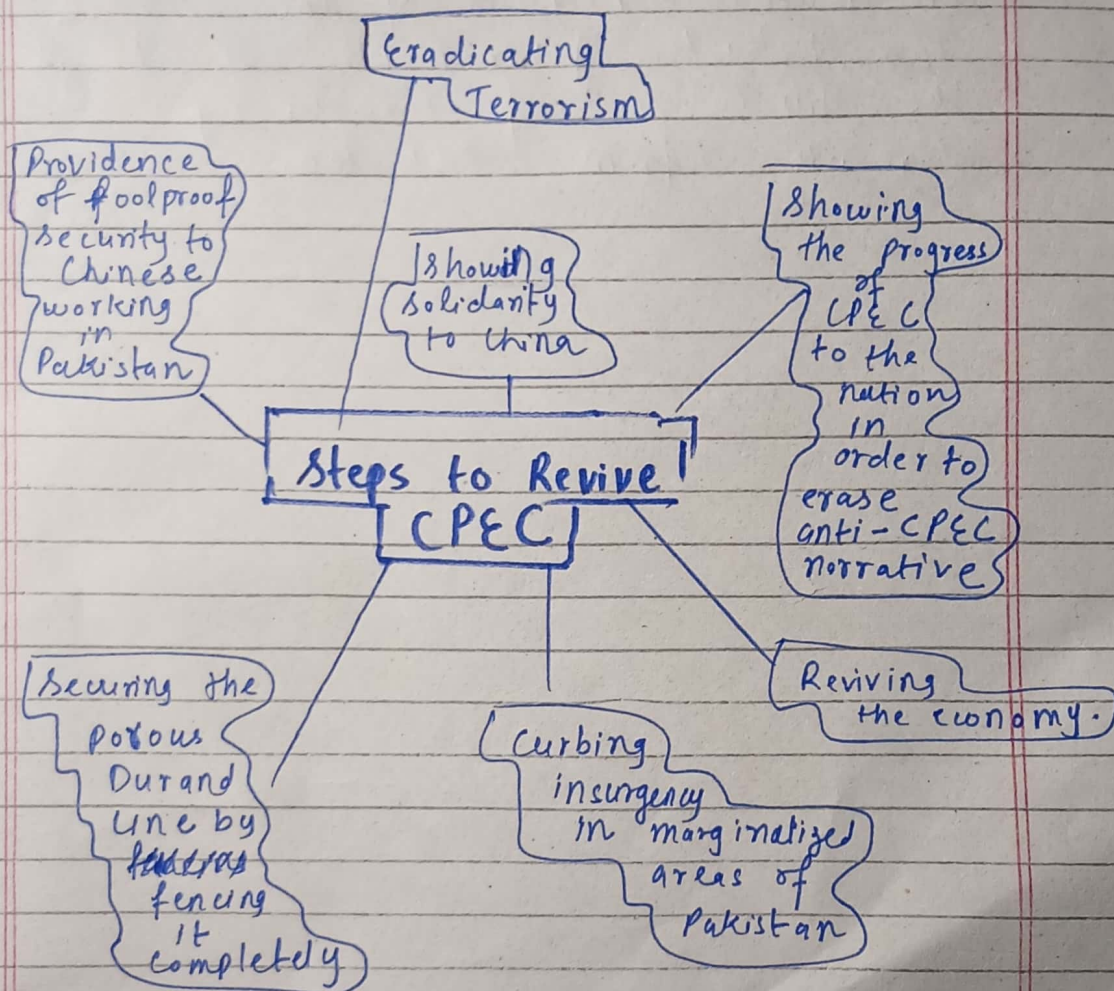 Eradicating
Terrorism
Providence
of foolproof
security to
Chinese
working
in
Pakistan
showing
solidarity
to China
Showing
the progress
of
CPEC
to the
nation
in
order to
erase
anti-CPEC
norrative
Steps to Revive
CPEC
Securing the
porous
Durand
Line by
fencing
it
completely
Curbing
insurgency
in marginalized
areas of
Pakistan
Reviving
the economy.